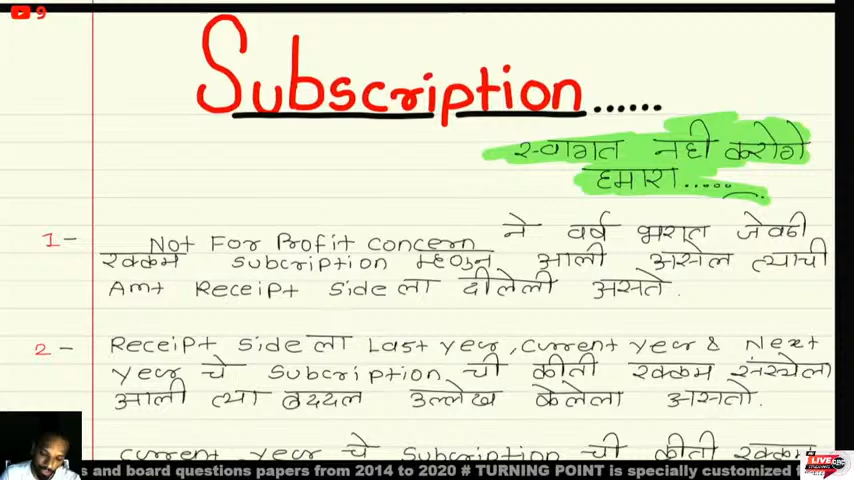 9
Subscription......
स्वागत नही करोगे
हमारा.....
1- Not For Profit concern ने वर्ष भरात जेवढी
रक्कम subcription म्हणुन आली असेल त्याची
Amt Receipt side ला दीलेली असते.
2- Receipt side ला Last year, current year & Next
year चे subscription ची कीती रक्कम संस्थेला
आली त्या बद्दल उल्लेख केलेला असतो.
current year चे subscription ची कीती रक्कम
s and board questions papers from 2014 to 2020 # TURNING POINT is specially customized f
LIVE